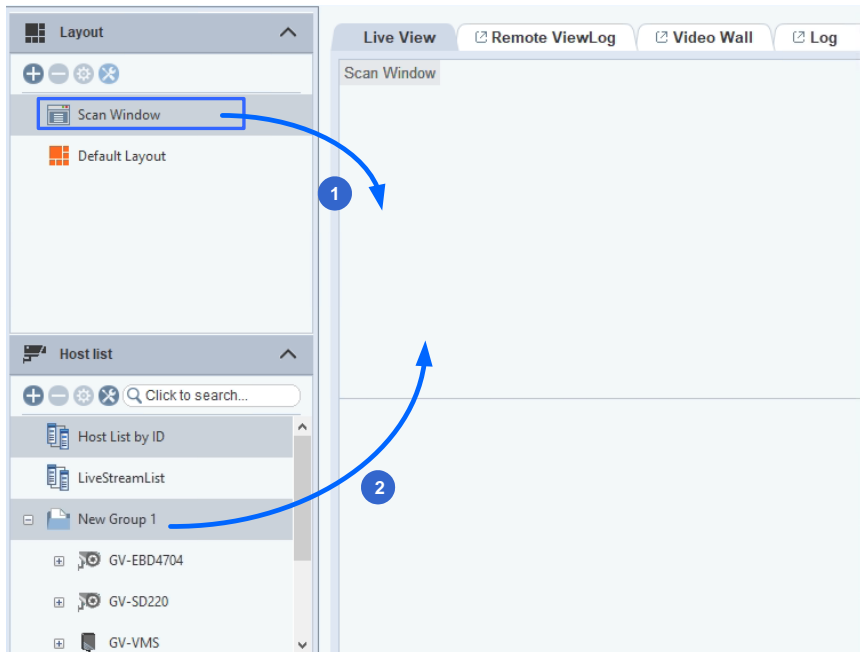 Layout
Live View
Remote ViewLog
Video Wall
Log
Scan Window
Scan Window
Default Layout
1
Host list
Click to search...
Host List by ID
LiveStreamList
2
New Group 1
GV-EBD4704
GV-SD220
GV-VMS